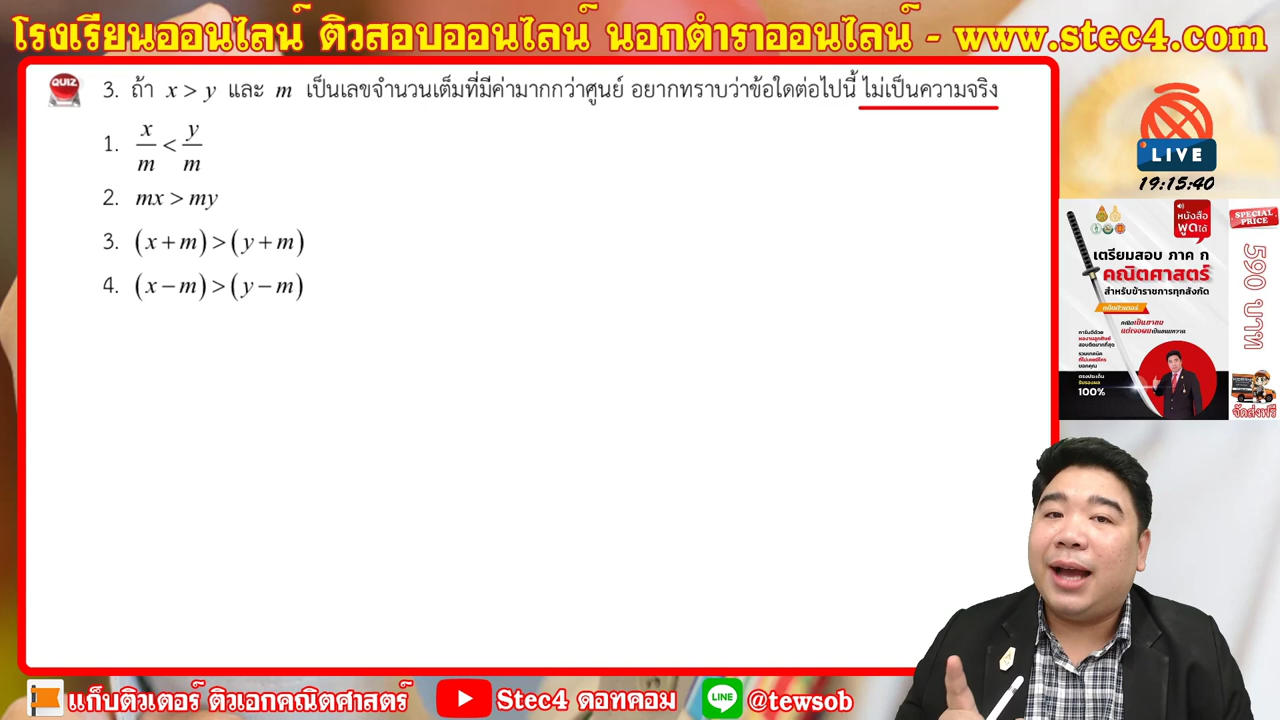 โรงเรียนออนไลน์ ติวสอบออนไลน์ นอกตำราออนไลน์ - www.stec4.com
QUIZ
3. ถ้า x > y และ m เป็นเลขจำนวนเต็มที่มีค่ามากกว่าศูนย์ อยากทราบว่าข้อใดต่อไปนี้ ไม่เป็นความจริง
1. x/m < y/m
2. mx > my
3. (x + m) > (y + m)
4. (x − m) > (y − m)
LIVE
19:15:40
หนังสือ
พูดได้
SPECIAL
PRICE
590 บาท
เตรียมสอบ ภาค ก
คณิตศาสตร์
สำหรับข้าราชการทุกสังกัด
100%
จัดส่งฟรี
แก็บติวเตอร์ ติวเอกคณิตศาสตร์
Stec4 ดอทคอม
LINE
@tewsob